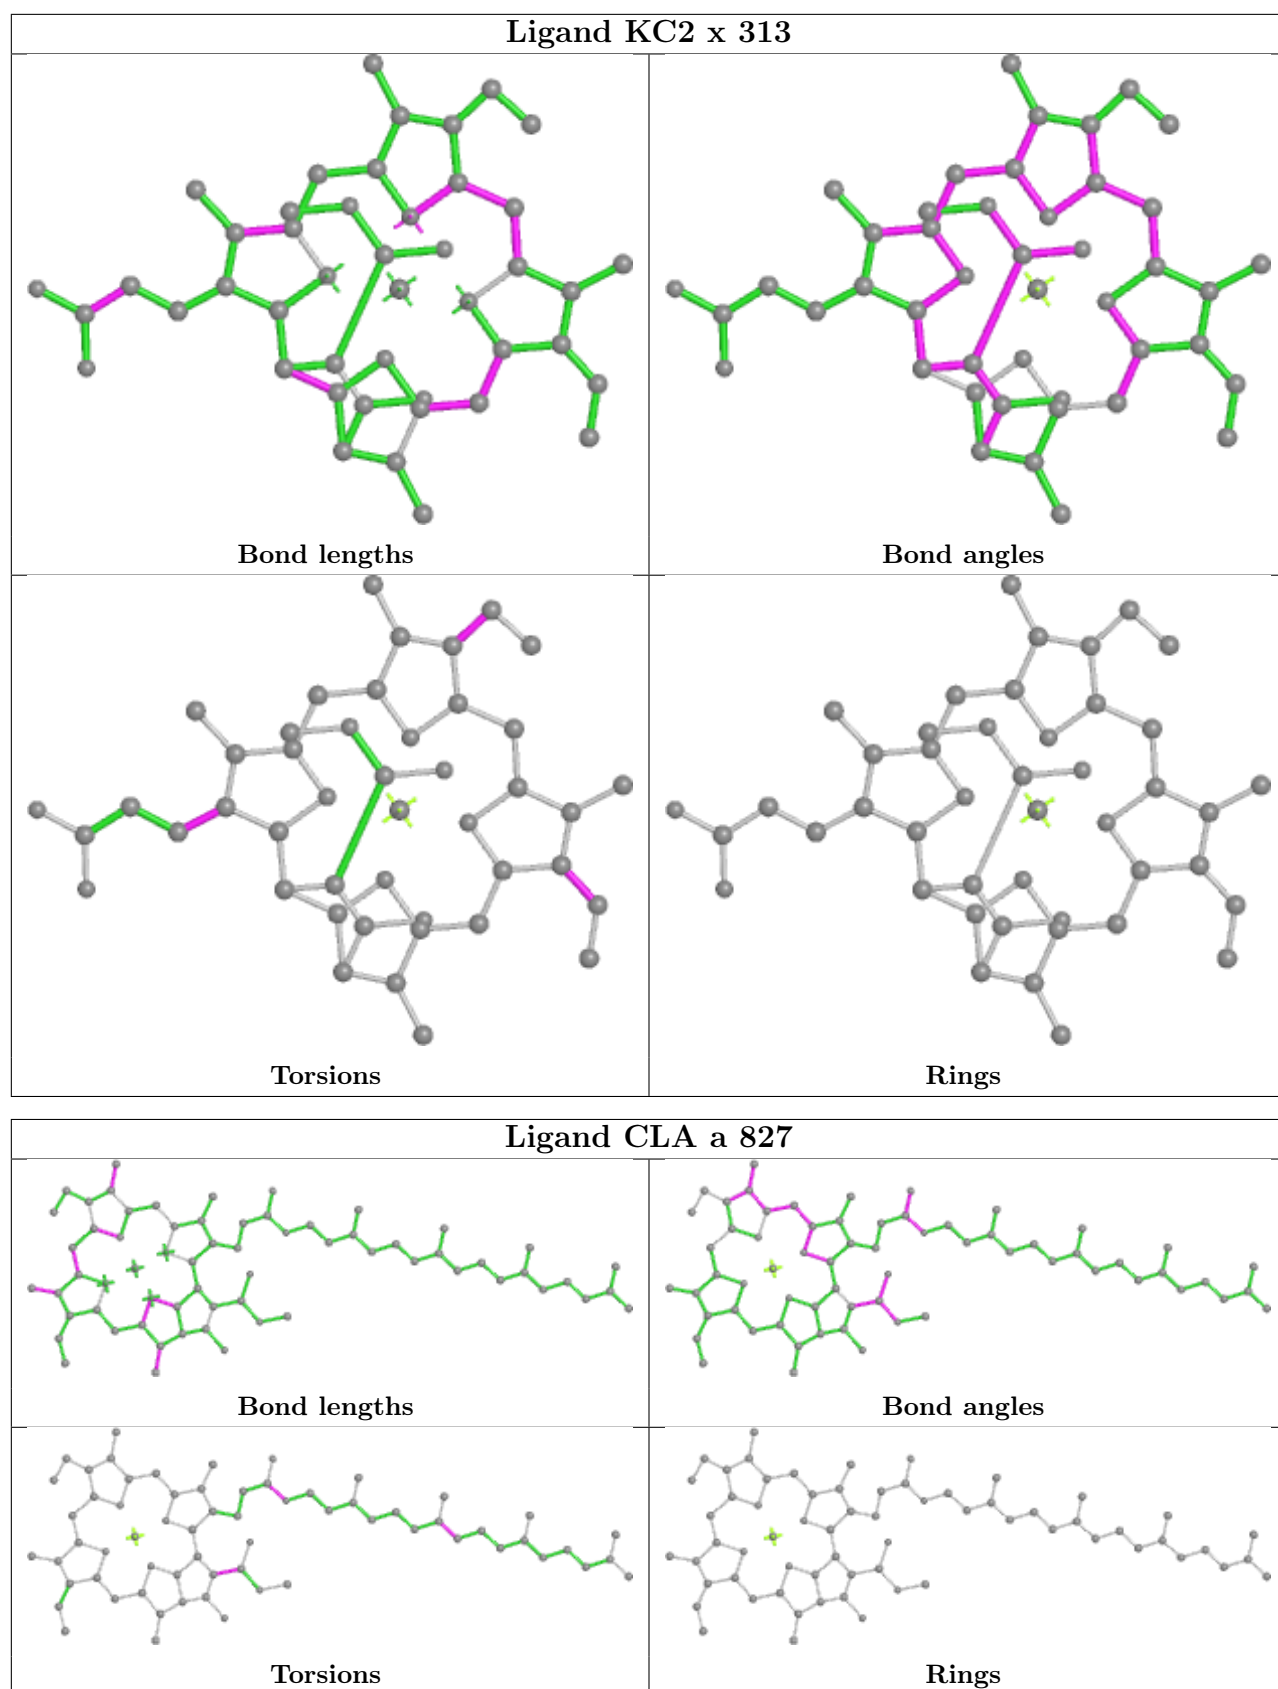 Ligand KC2 x 313
Bond lengths
Bond angles
Torsions
Rings
Ligand CLA a 827
Bond lengths
Bond angles
Torsions
Rings